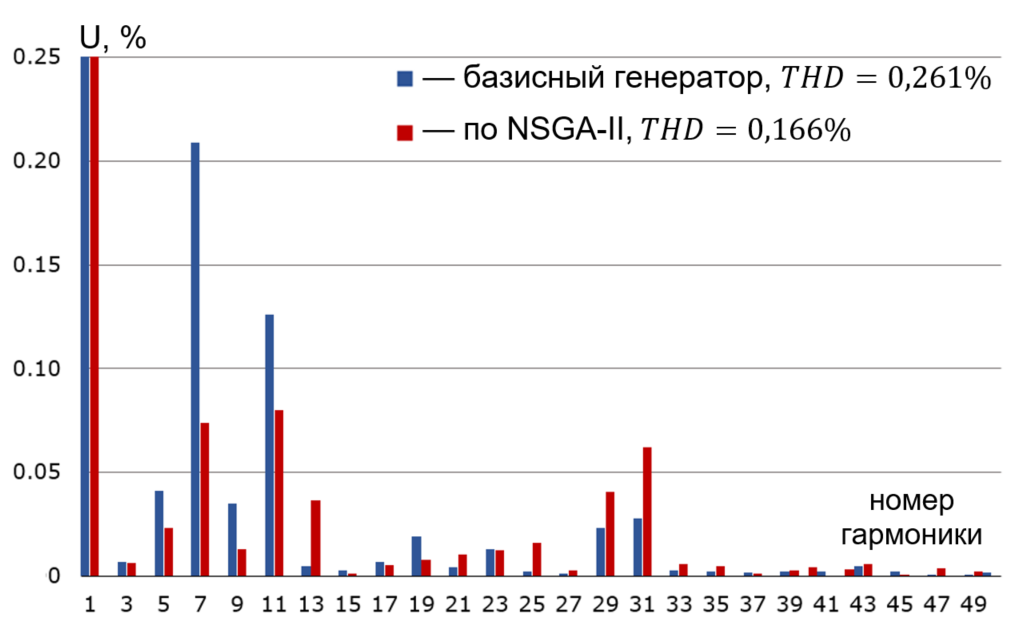 U, %
0.25
— базисный генератор, THD = 0,261%
— по NSGA-II, THD = 0,166%
0.20
0.15
0.10
0.05
номер
гармоники
0
1 3 5 7 9 11 13 15 17 19 21 23 25 27 29 31 33 35 37 39 41 43 45 47 49